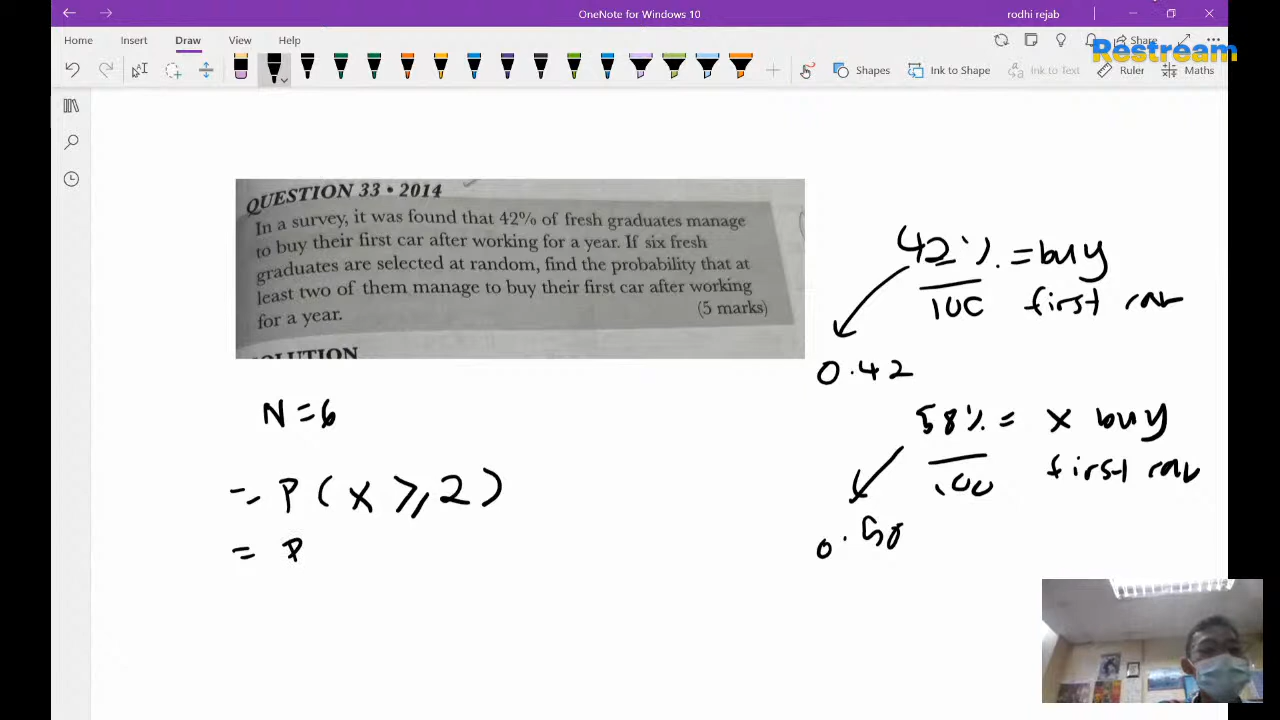 OneNote for Windows 10
rodhi rejab
Home Insert Draw View Help
Share
Restream
Shapes Ink to Shape Ink to Text Ruler Maths
QUESTION 33 • 2014
In a survey, it was found that 42% of fresh graduates manage
to buy their first car after working for a year. If six fresh
graduates are selected at random, find the probability that at
least two of them manage to buy their first car after working
for a year.
(5 marks)
OLUTION
N = 6
= P ( x ≥ 2 )
= P
42% = buy
100 first car
0.42
58% = x buy
100 first car
0.58